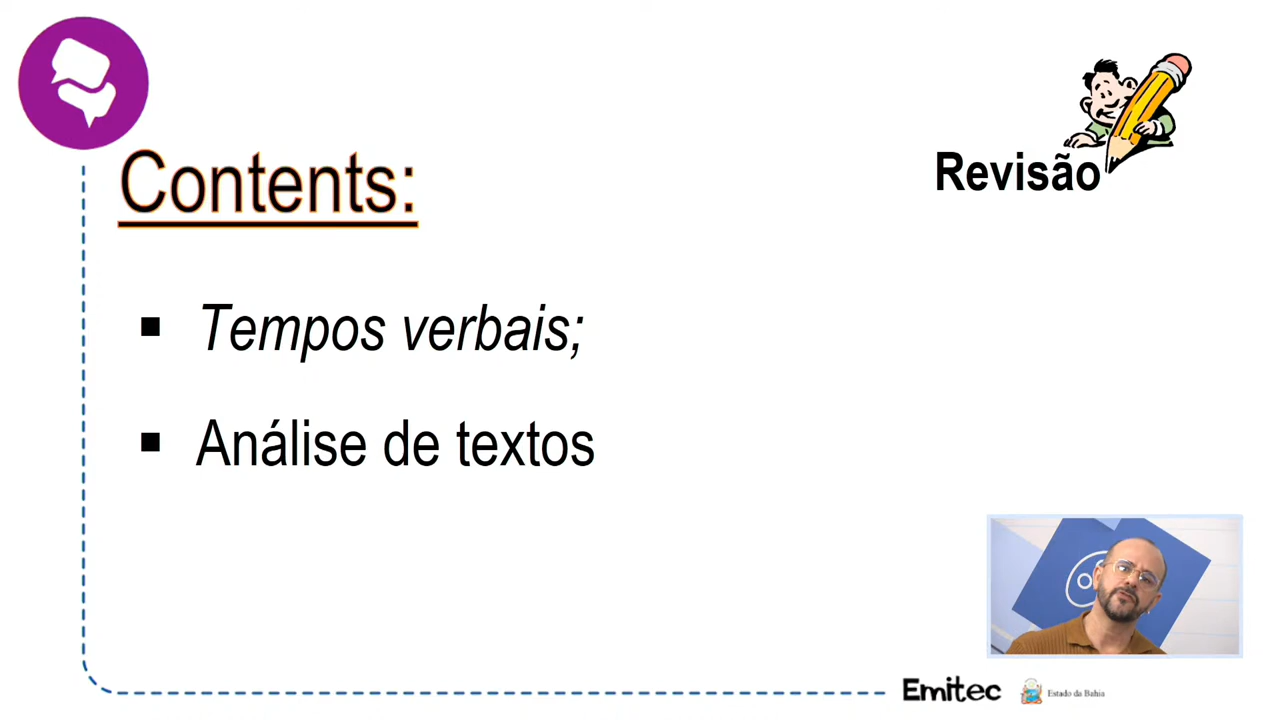 Contents:
Revisão
Tempos verbais;
Análise de textos
Emitec
Estado da Bahia